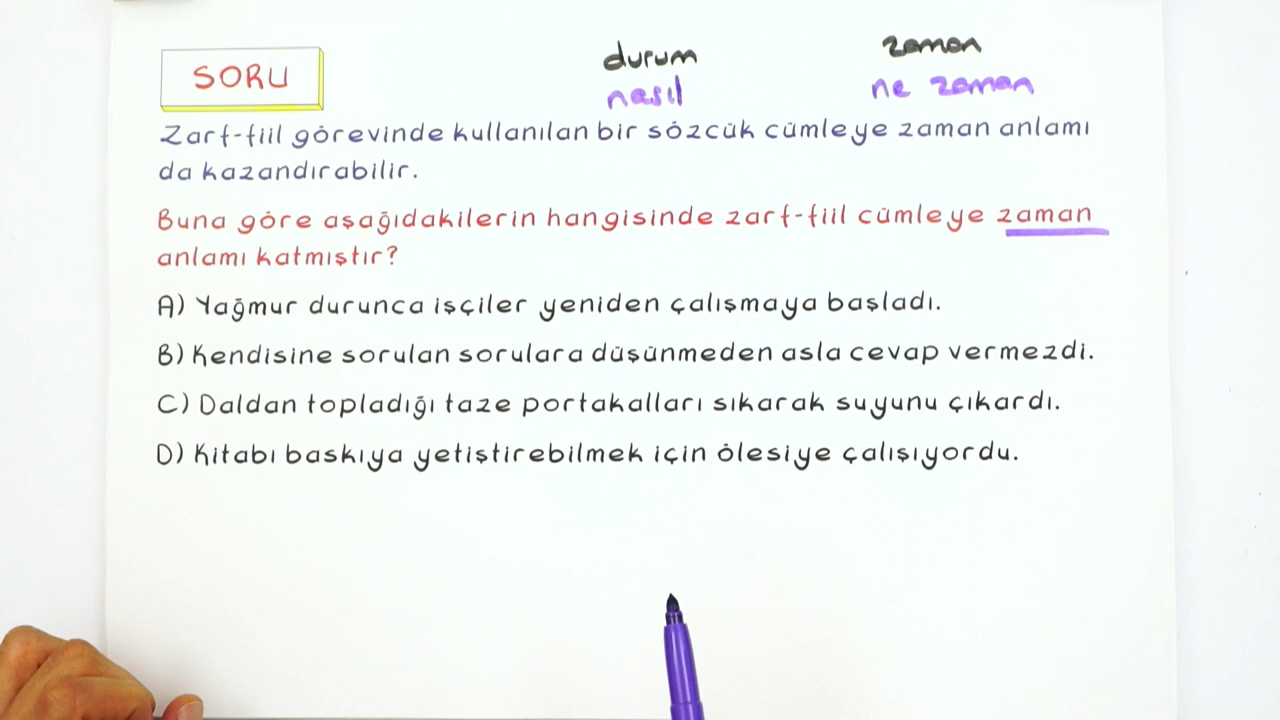 SORU
durum
zaman
nasıl
ne zaman
Zarf-fiil görevinde kullanılan bir sözcük cümleye zaman anlamı
da kazandırabilir.
Buna göre aşağıdakilerin hangisinde zarf-fiil cümleye zaman
anlamı katmıştır?
A) Yağmur durunca işçiler yeniden çalışmaya başladı.
B) Kendisine sorulan sorulara düşünmeden asla cevap vermezdi.
C) Daldan topladığı taze portakalları sıkarak suyunu çıkardı.
D) Kitabı baskıya yetiştirebilmek için ölesiye çalışıyordu.